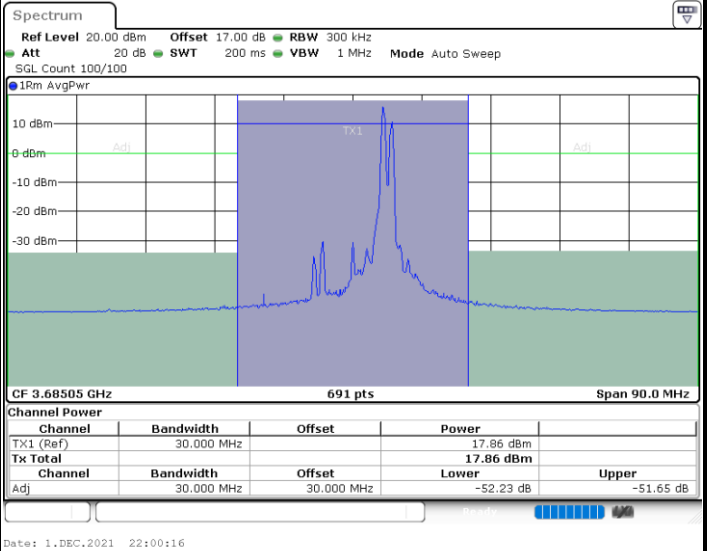 Spectrum
Ref Level 20.00 dBm Offset 17.00 dB RBW 300 kHz
Att 20 dB SWT 200 ms VBW 1 MHz Mode Auto Sweep
SGL Count 100/100
1Rm AvgPwr
TX1
10 dBm
Adj Adj
0 dBm
-10 dBm
-20 dBm
-30 dBm
CF 3.68505 GHz 691 pts Span 90.0 MHz
Channel Power
Channel Bandwidth Offset Power
TX1 (Ref) 30.000 MHz 17.86 dBm
Tx Total 17.86 dBm
Channel Bandwidth Offset Lower Upper
Adj 30.000 MHz 30.000 MHz -52.23 dB -51.65 dB
Ready
Date: 1.DEC.2021 22:00:16